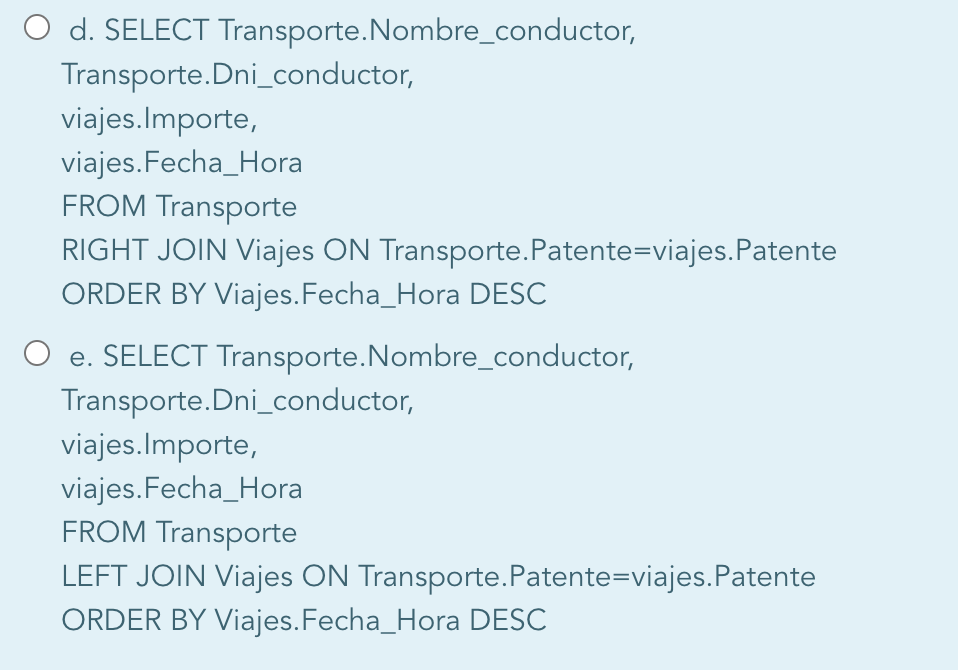 d. SELECT Transporte.Nombre_conductor,
Transporte.Dni_conductor,
viajes.Importe,
viajes.Fecha_Hora
FROM Transporte
RIGHT JOIN Viajes ON Transporte.Patente=viajes.Patente
ORDER BY Viajes.Fecha_Hora DESC
e. SELECT Transporte.Nombre_conductor,
Transporte.Dni_conductor,
viajes.Importe,
viajes.Fecha_Hora
FROM Transporte
LEFT JOIN Viajes ON Transporte.Patente=viajes.Patente
ORDER BY Viajes.Fecha_Hora DESC